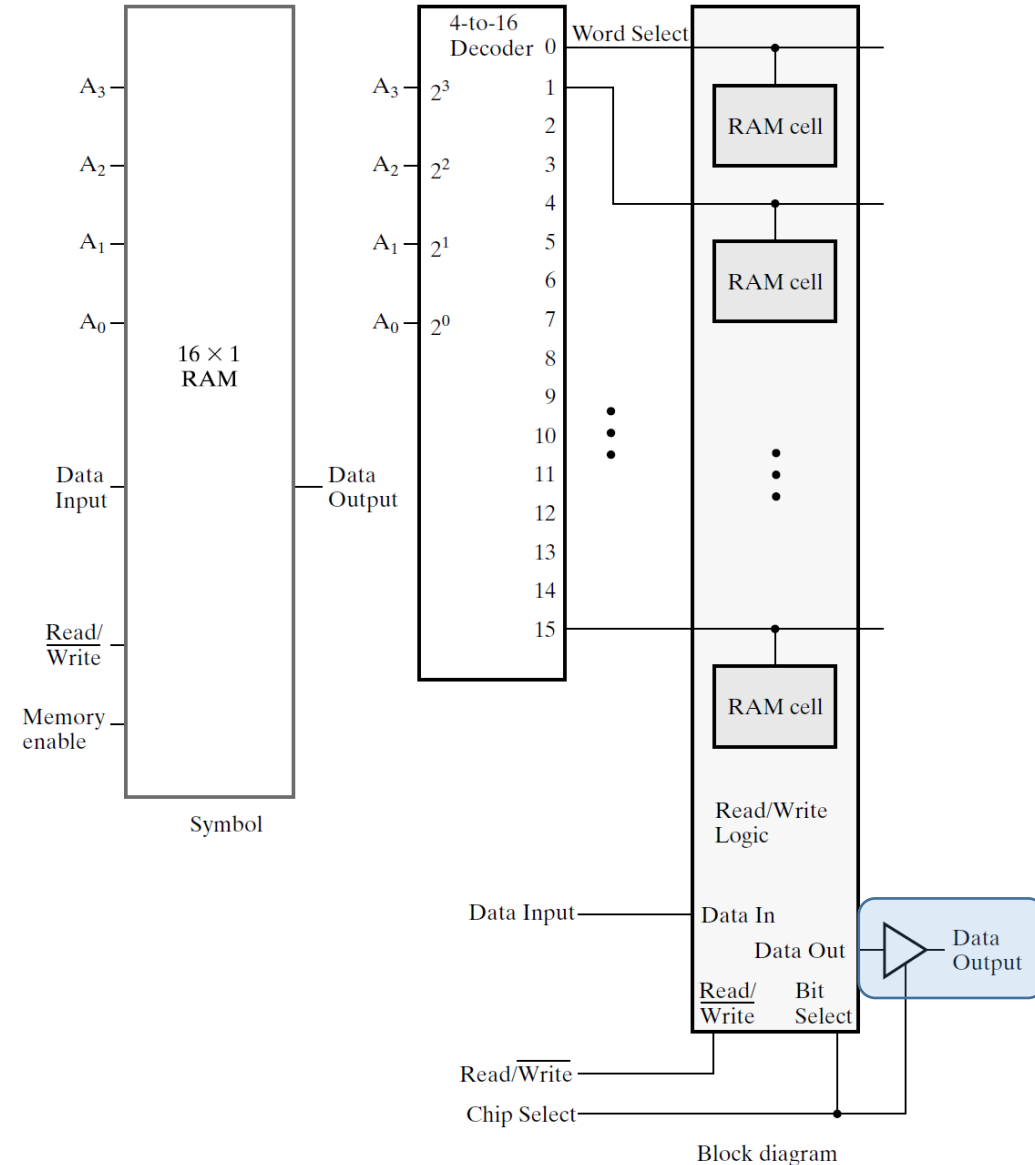 A₃
A₂
A₁
A₀
16 × 1
RAM
Data
Input
Data
Output
Read/
W̅r̅i̅t̅e̅
Memory
enable
Symbol
4-to-16
Decoder
A₃
2³
A₂
2²
A₁
2¹
A₀
2⁰
0
1
2
3
4
5
6
7
8
9
10
11
12
13
14
15
Word Select
RAM cell
RAM cell
RAM cell
Read/Write
Logic
Data Input
Data In
Data Out
Data
Output
Read/
W̅r̅i̅t̅e̅
Bit
Select
Read/W̅r̅i̅t̅e̅
Chip Select
Block diagram